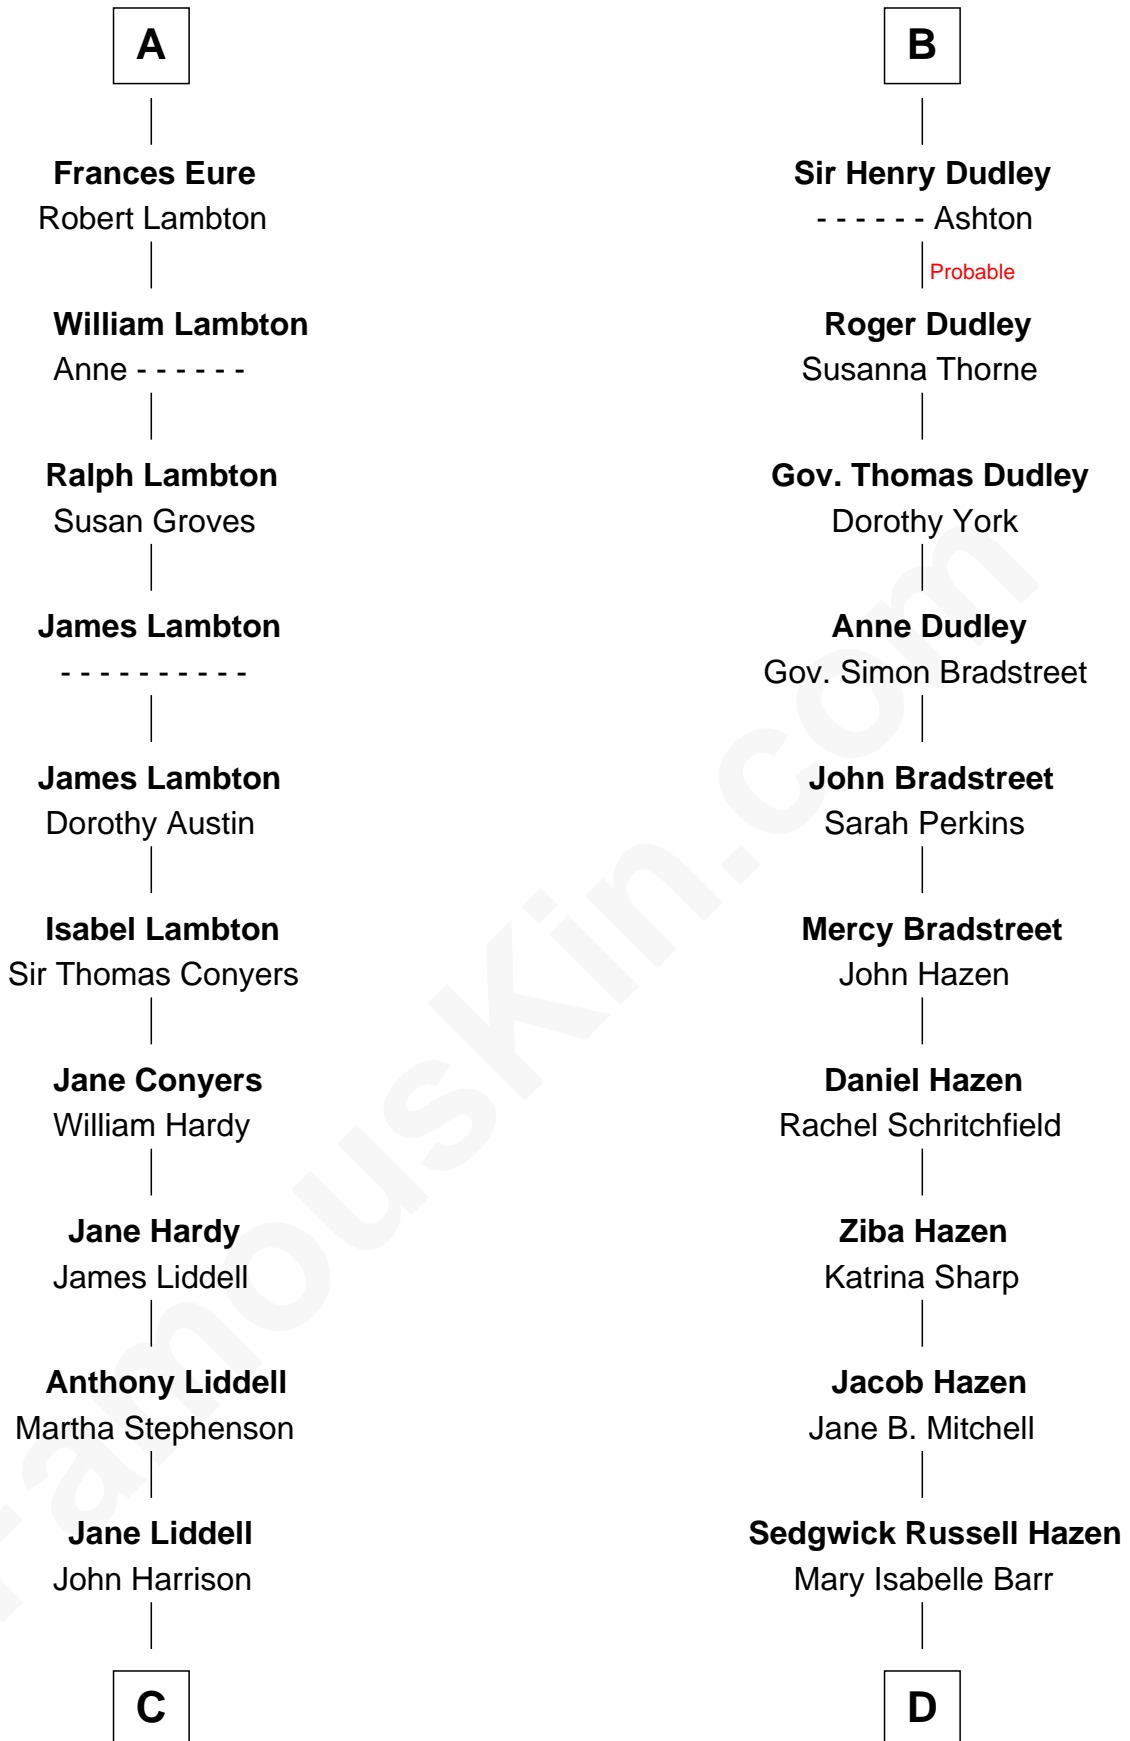 A
Frances Eure
Robert Lambton
William Lambton
Anne - - - - - -
Ralph Lambton
Susan Groves
James Lambton
- - - - - - - - - -
James Lambton
Dorothy Austin
Isabel Lambton
Sir Thomas Conyers
Jane Conyers
William Hardy
Jane Hardy
James Liddell
Anthony Liddell
Martha Stephenson
Jane Liddell
John Harrison
C
B
Sir Henry Dudley
- - - - - - Ashton
Probable
Roger Dudley
Susanna Thorne
Gov. Thomas Dudley
Dorothy York
Anne Dudley
Gov. Simon Bradstreet
John Bradstreet
Sarah Perkins
Mercy Bradstreet
John Hazen
Daniel Hazen
Rachel Schritchfield
Ziba Hazen
Katrina Sharp
Jacob Hazen
Jane B. Mitchell
Sedgwick Russell Hazen
Mary Isabelle Barr
D
FamousKin.com